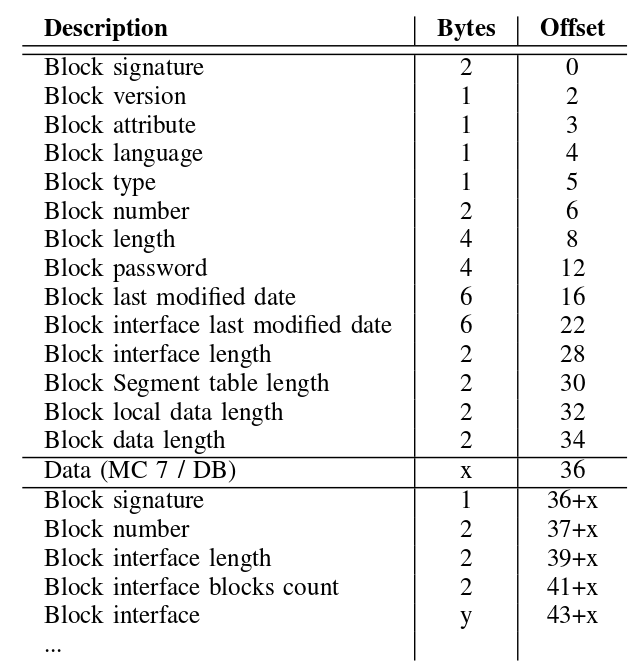 Description Bytes Offset
Block signature 2 0
Block version 1 2
Block attribute 1 3
Block language 1 4
Block type 1 5
Block number 2 6
Block length 4 8
Block password 4 12
Block last modified date 6 16
Block interface last modified date 6 22
Block interface length 2 28
Block Segment table length 2 30
Block local data length 2 32
Block data length 2 34
Data (MC 7 / DB) x 36
Block signature 1 36+x
Block number 2 37+x
Block interface length 2 39+x
Block interface blocks count 2 41+x
Block interface y 43+x
...